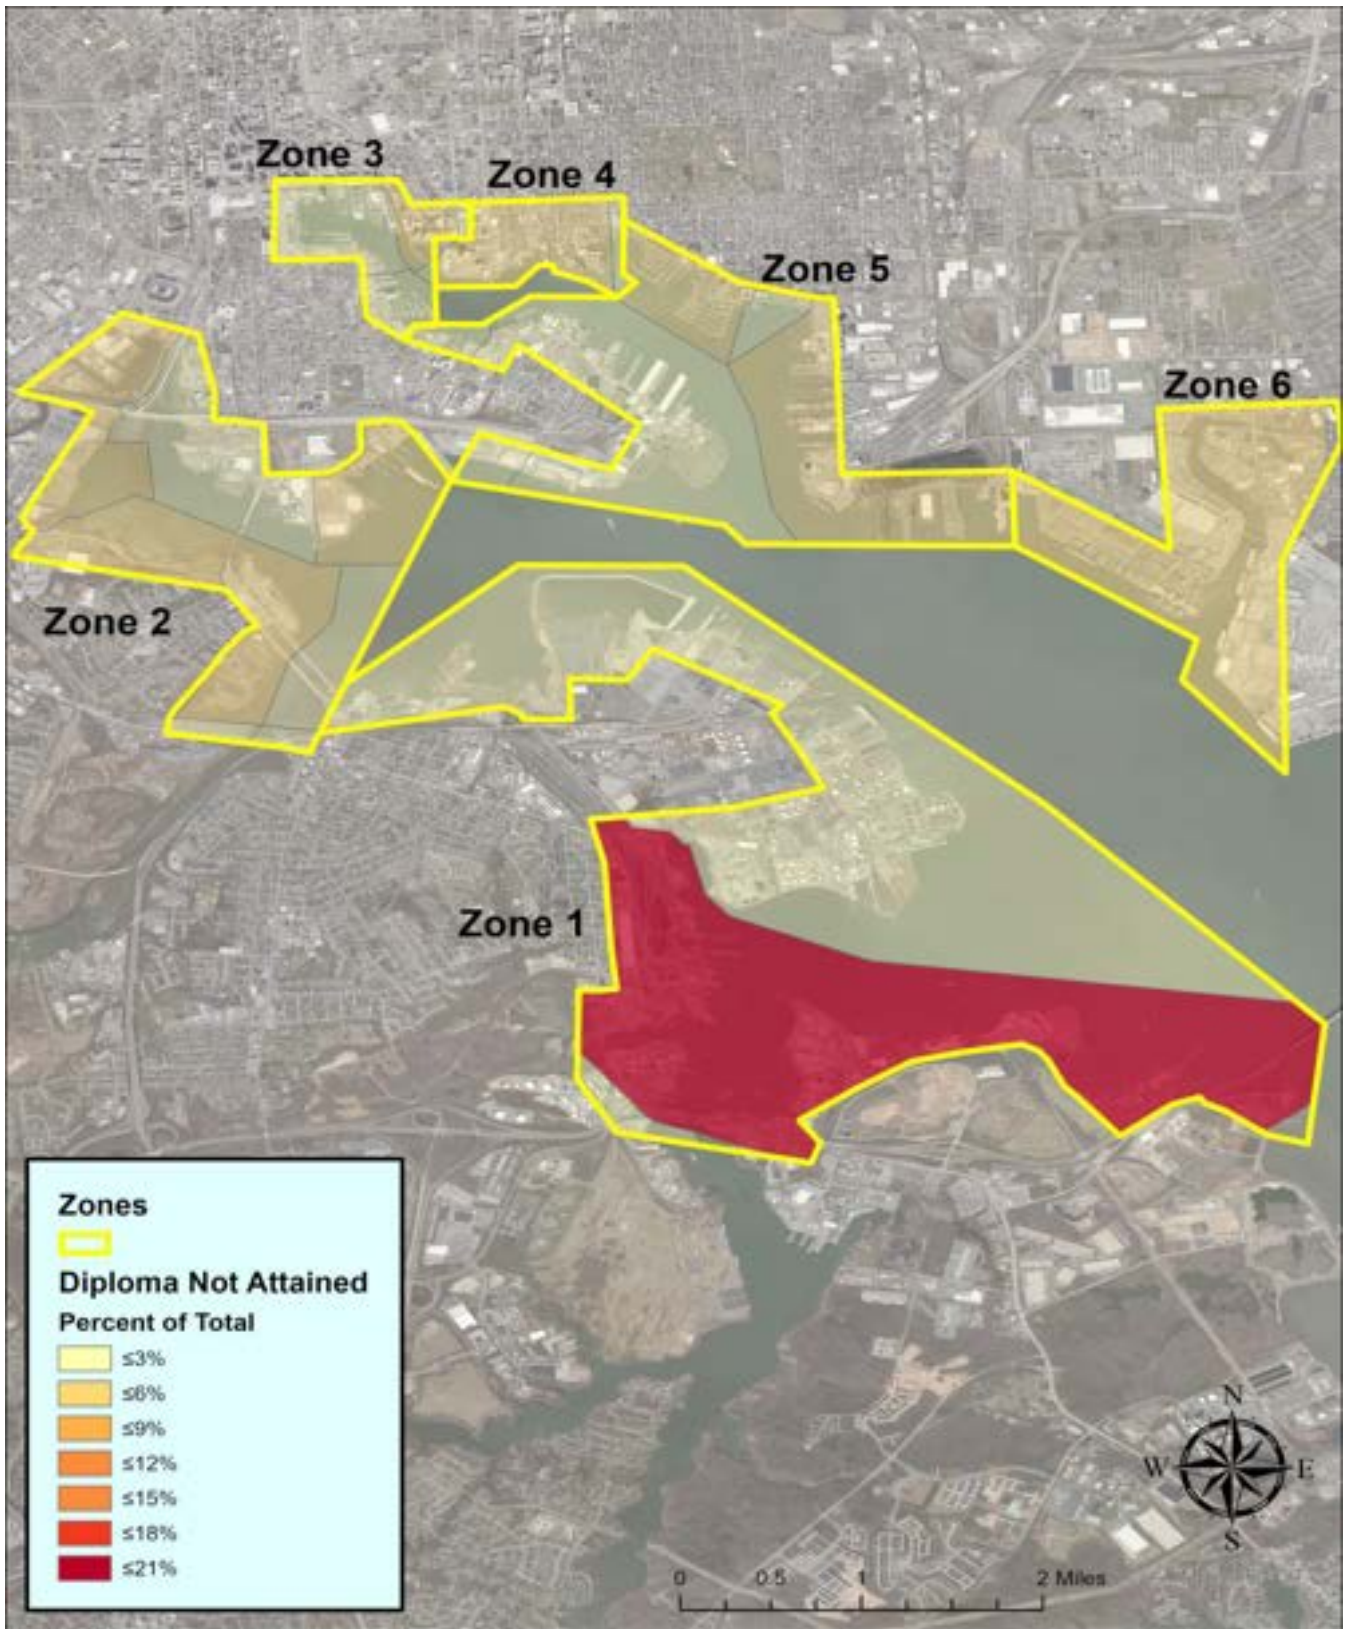 Zone 3
Zone 4
Zone 5
Zone 6
Zone 2
Zone 1
Zones
Diploma Not Attained
Percent of Total
≤3%
≤6%
≤9%
≤12%
≤15%
≤18%
≤21%
N
W E
S
0 0.5 1 2 Miles